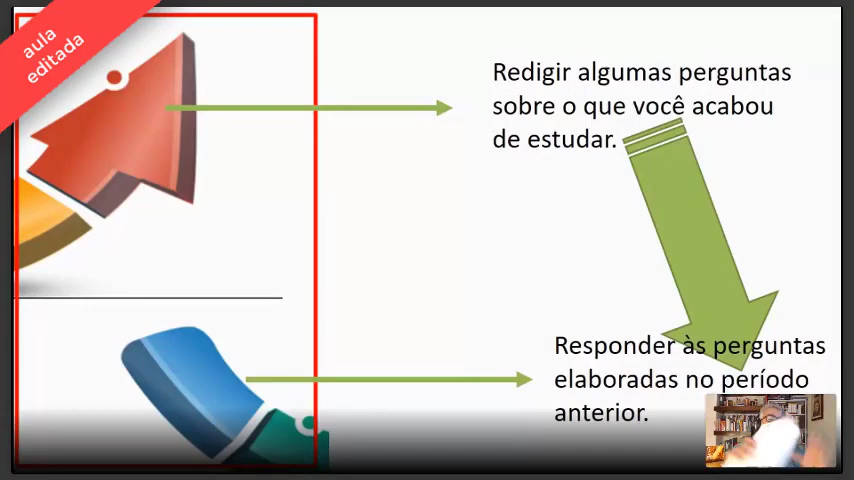 aula
editada
Redigir algumas perguntas
sobre o que você acabou
de estudar.
Responder às perguntas
elaboradas no período
anterior.